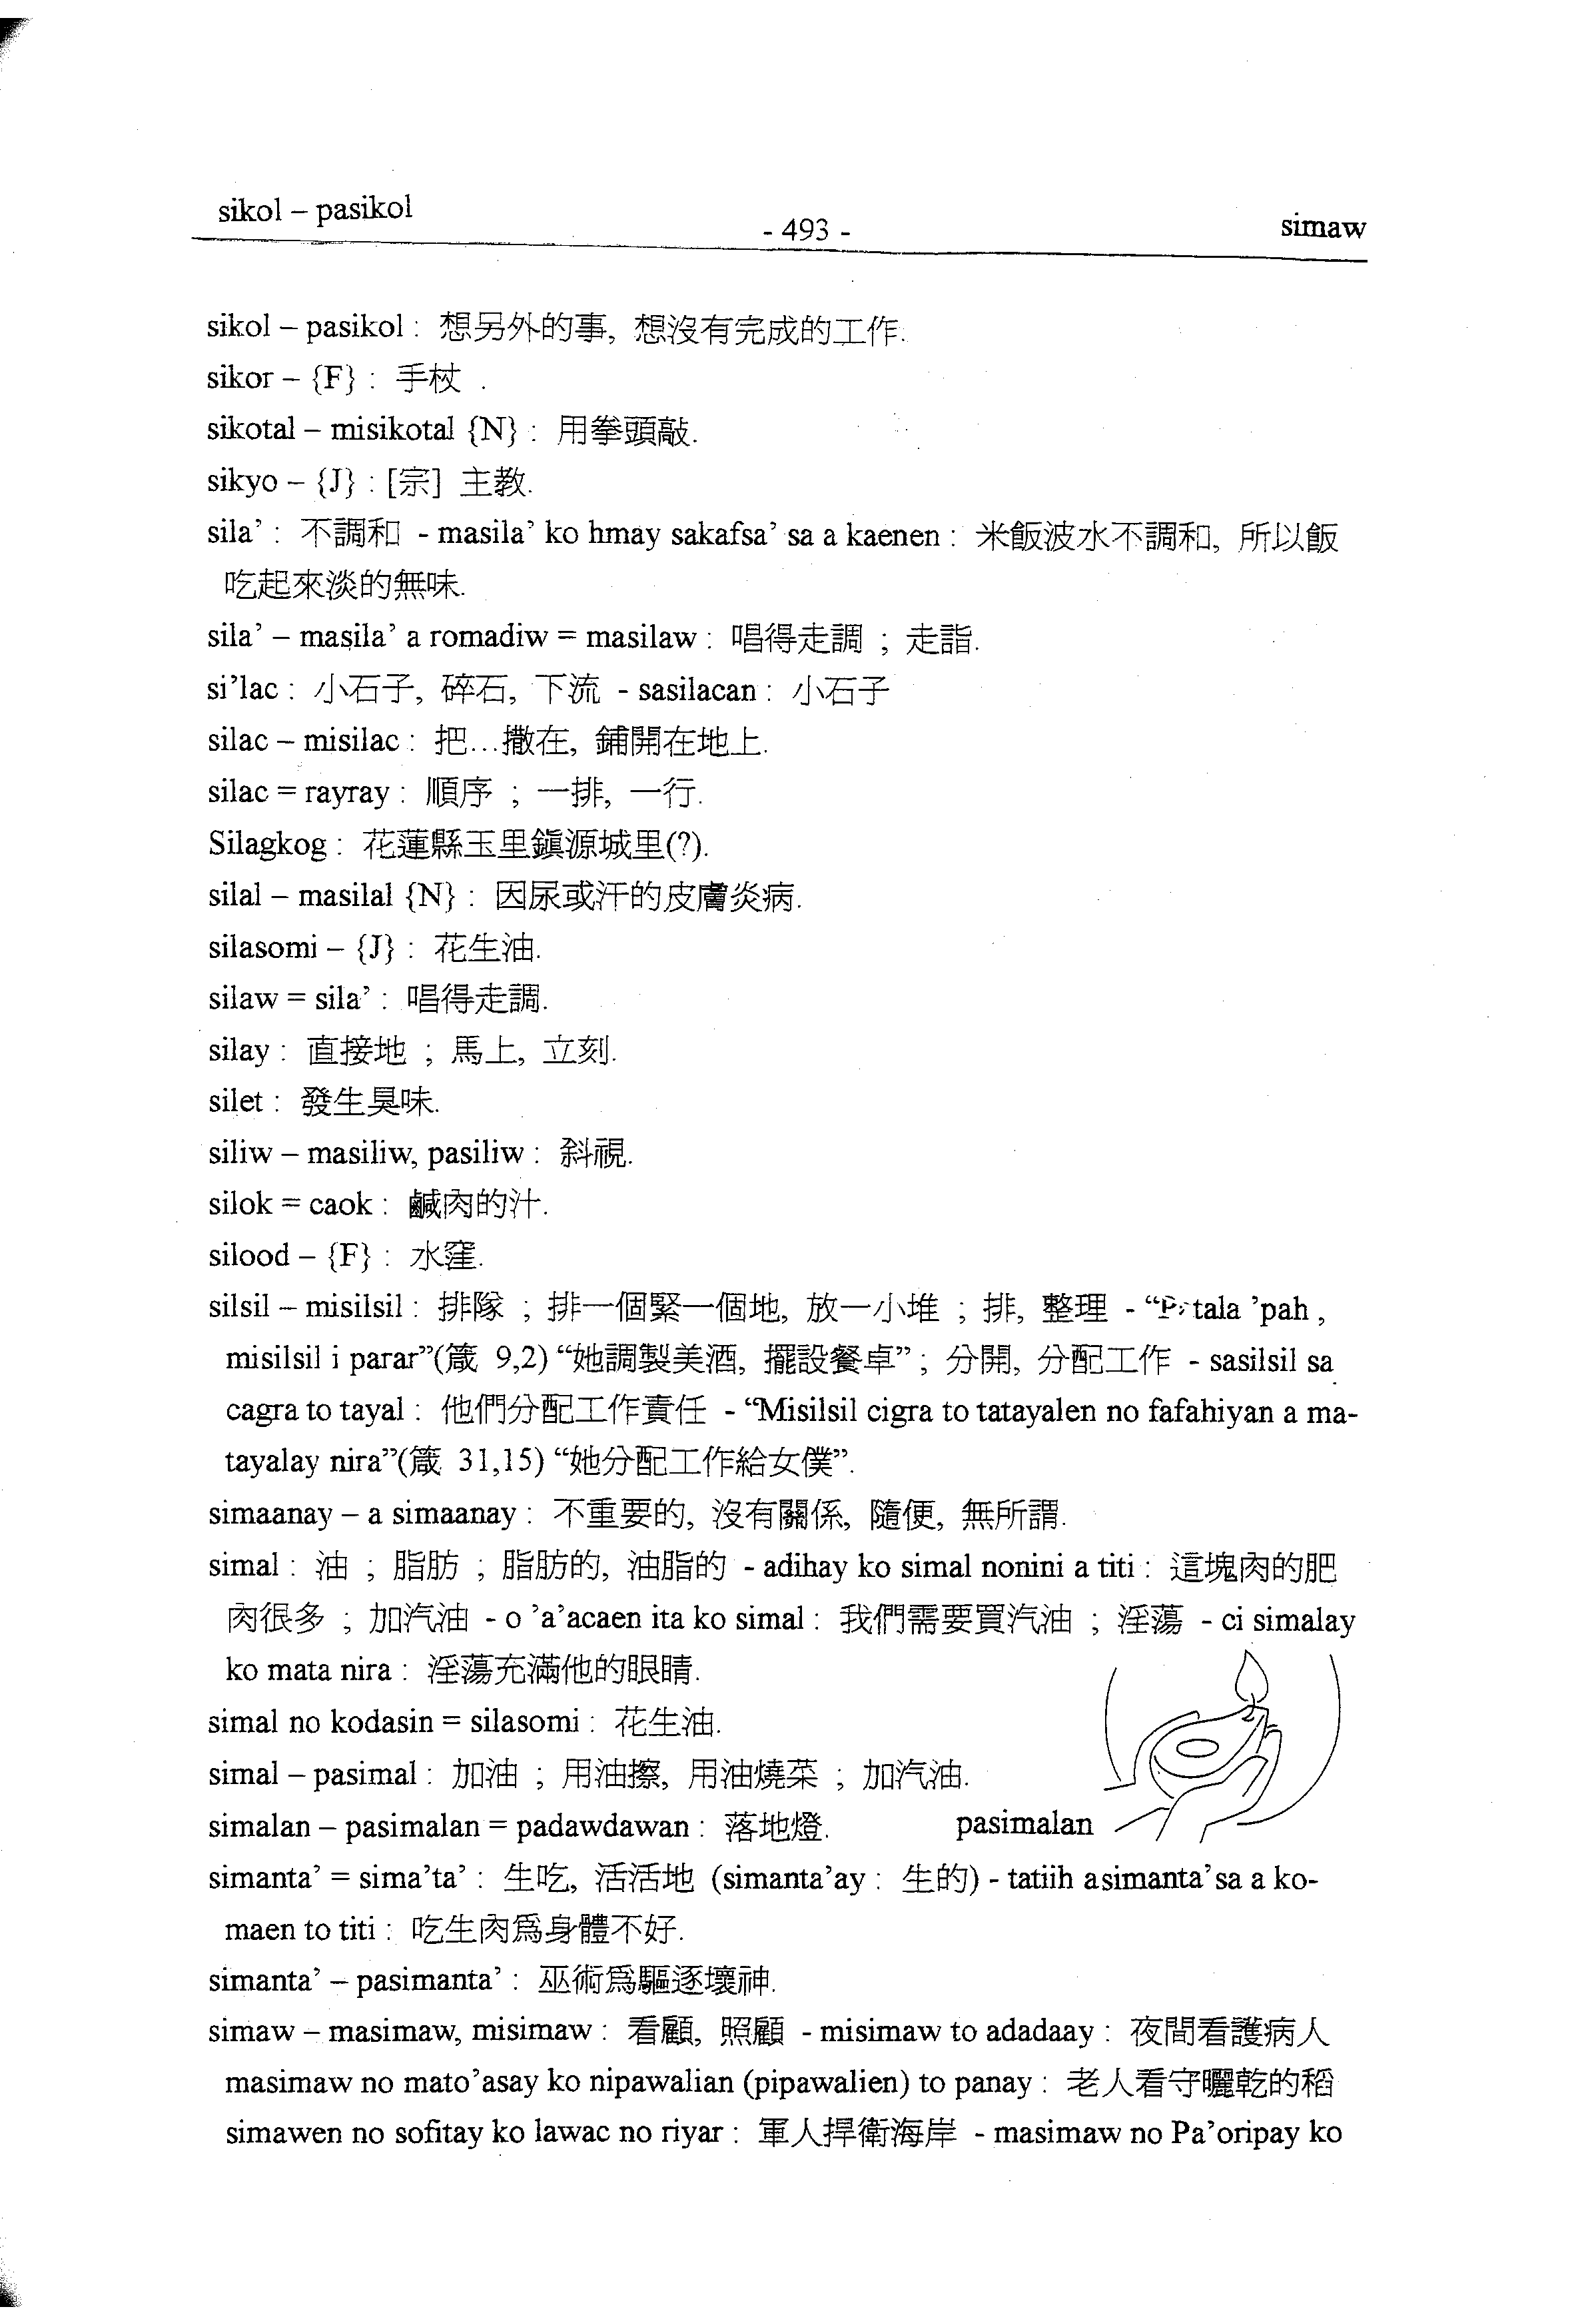 sikol – pasikol
- 493 -
simaw
sikol – pasikol : 想另外的事, 想沒有完成的工作.
sikor – {F} : 手杖 .
sikotal – misikotal {N} : 用拳頭敲.
sikyo – {J} : [宗] 主教.
sila’ : 不調和 - masila’ ko hmay sakafsa’ sa a kaenen : 米飯波水不調和, 所以飯
吃起來淡的無味.
sila’ – masila’ a romadiw = masilaw : 唱得走調 ; 走詣.
si’lac : 小石子, 碎石, 下流 - sasilacan : 小石子
silac – misilac : 把...撒在, 鋪開在地上.
silac = rayray : 順序 ; 一排, 一行.
Silagkog : 花蓮縣玉里鎮源城里(?).
silal – masilal {N} : 因尿或汗的皮膚炎病.
silasomi – {J} : 花生油.
silaw = sila’ : 唱得走調.
silay : 直接地 ; 馬上, 立刻.
silet : 發生臭味.
siliw – masiliw, pasiliw : 斜視.
silok = caok : 鹹肉的汁.
silood – {F} : 水窪.
silsil – misilsil : 排隊 ; 排一個緊一個地, 放一小堆 ; 排, 整理 - “ tala ’pah ,
misilsil i parar”(箴 9,2) “她調製美酒, 擺設餐卓” ; 分開, 分配工作 - sasilsil sa
cagra to tayal : 他們分配工作責任 - “Misilsil cigra to tatayalen no fafahiyan a ma-
tayalay nira”(箴 31,15) “她分配工作給女僕”.
simaanay – a simaanay : 不重要的, 沒有關係, 隨便, 無所謂.
simal : 油 ; 脂肪 ; 脂肪的, 油脂的 - adihay ko simal nonini a titi : 這塊肉的肥
肉很多 ; 加汽油 - o ’a’acaen ita ko simal : 我們需要買汽油 ; 淫蕩 - ci simalay
ko mata nira : 淫蕩充滿他的眼睛.
simal no kodasin = silasomi : 花生油.
simal – pasimal : 加油 ; 用油擦, 用油燒菜 ; 加汽油.
simalan – pasimalan = padawdawan : 落地燈.
pasimalan
simanta’ = sima’ta’ : 生吃, 活活地 (simanta’ay : 生的) - tatiih asimanta’sa a ko-
maen to titi : 吃生肉爲身體不好.
simanta’ – pasimanta’ : 巫術爲驅逐壞神.
simaw – masimaw, misimaw : 看顧, 照顧 - misimaw to adadaay : 夜間看護病人
masimaw no mato’asay ko nipawalian (pipawalien) to panay : 老人看守曬乾的稻
simawen no sofitay ko lawac no riyar : 軍人捍衛海岸 - masimaw no Pa’oripay ko